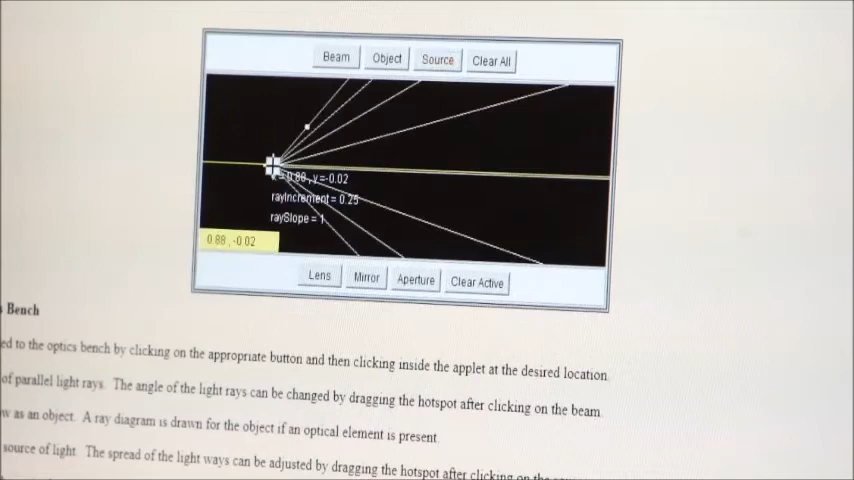 Beam Object Source Clear All
x = 0.88 , y =-0.02
rayIncrement = 0.25
raySlope = 1
0.88 , -0.02
Lens Mirror Aperture Clear Active
Bench
ed to the optics bench by clicking on the appropriate button and then clicking inside the applet at the desired location.
of parallel light rays. The angle of the light rays can be changed by dragging the hotspot after clicking on the beam.
w as an object. A ray diagram is drawn for the object if an optical element is present.
source of light. The spread of the light ways can be adjusted by dragging the hotspot after clicking on the